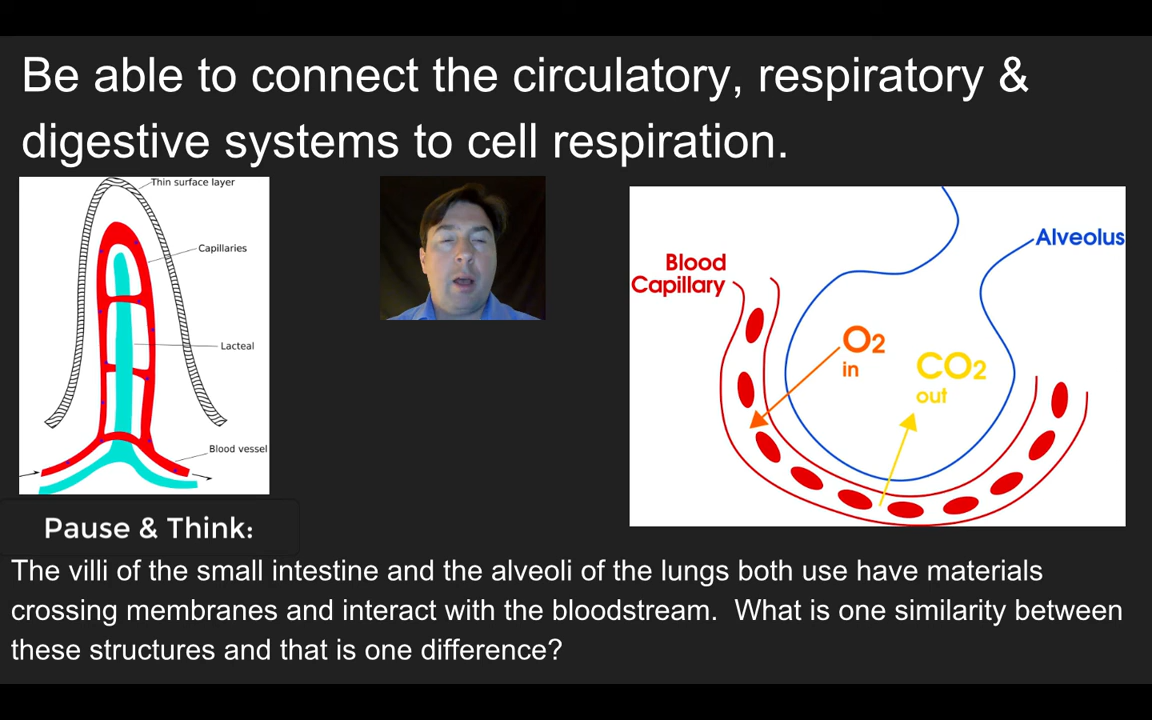 Be able to connect the circulatory, respiratory &
digestive systems to cell respiration.
Thin surface layer
Capillaries
Lacteal
Blood vessel
Blood
Capillary
Alveolus
O2
in
CO2
out
Pause & Think:
The villi of the small intestine and the alveoli of the lungs both use have materials
crossing membranes and interact with the bloodstream. What is one similarity between
these structures and that is one difference?